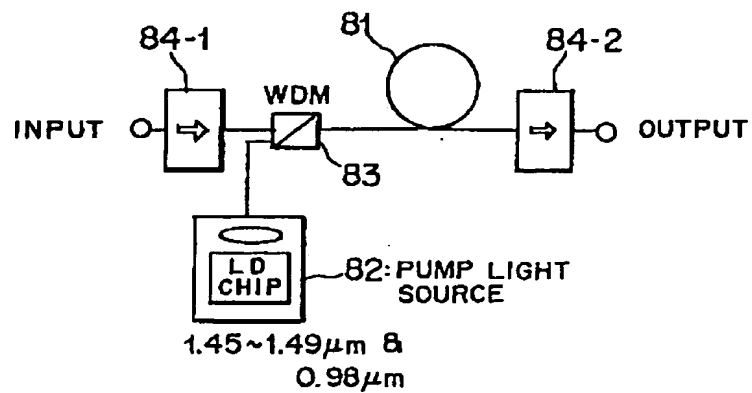 84-1
81
84-2
WDM
INPUT
OUTPUT
83
LD
CHIP
82:PUMP LIGHT
SOURCE
1.45~1.49μm &
0.98μm